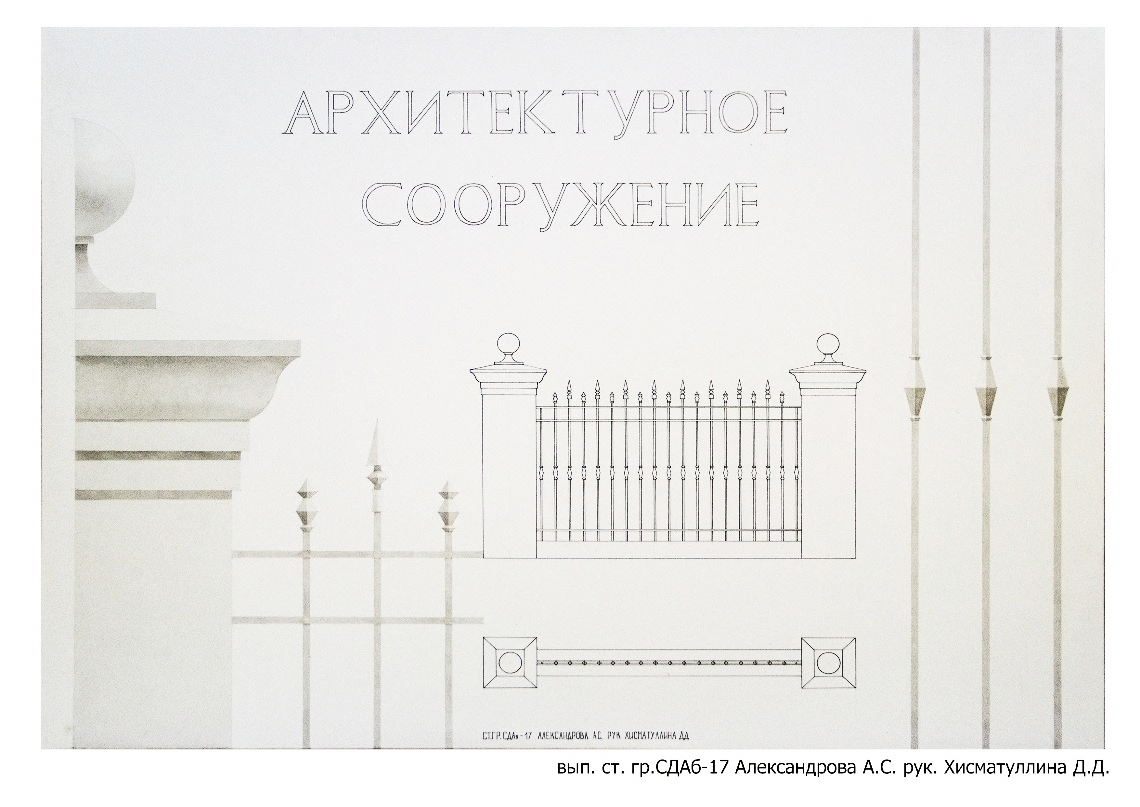 АРХИТЕКТУРНОЕ
СООРУЖЕНИЕ
СТ.ГР.СДАБ-17 АЛЕКСАНДРОВА А.С. РУК. ХИСМАТУЛЛИНА Д.Д
вып. ст. гр.СДАб-17 Александрова А.С. рук. Хисматуллина Д.Д.